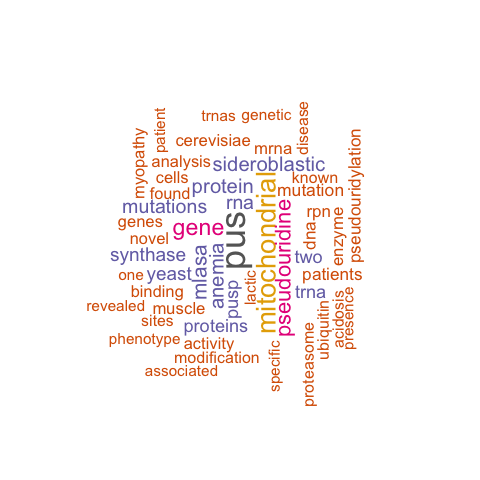 trnas
genetic
patient
disease
cerevisiae
mrna
myopathy
analysis
sideroblastic
pseudouridylation
cells
known
found
protein
mutation
mutations
rna
mitochondrial
rpn
genes
gene
pus
pseudouridine
dna
enzyme
novel
synthase
mlasa
anemia
two
one
yeast
lactic
patients
binding
pusp
trna
revealed
muscle
acidosis
presence
sites
proteins
ubiquitin
phenotype
activity
proteasome
modification
specific
associated